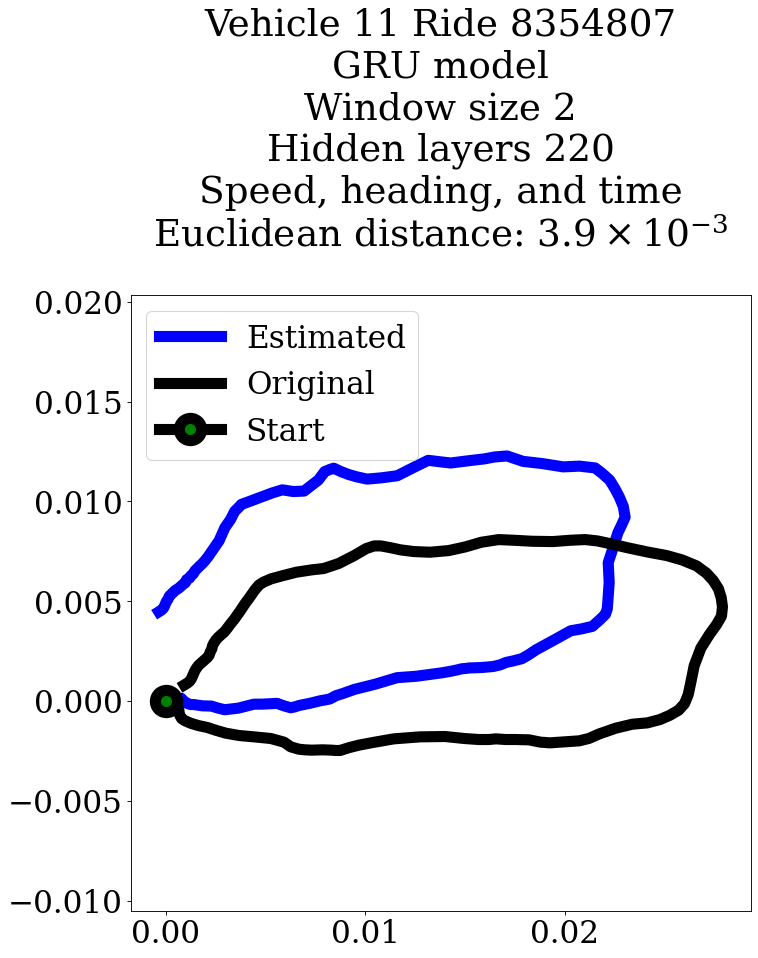 Vehicle 11 Ride 8354807
GRU model
Window size 2
Hidden layers 220
Speed, heading, and time
Euclidean distance: 3.9 × 10⁻³
0.020
Estimated
0.015
Original
Start
0.010
0.005
0.000
−0.005
−0.010
0.00 0.01 0.02